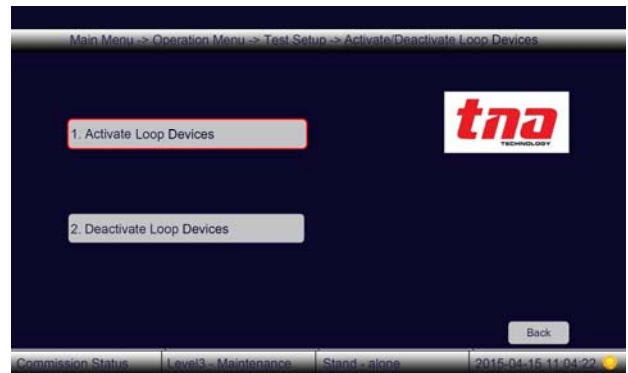 Main Menu -> Operation Menu -> Test Setup -> Activate/Deactivate Loop Devices
tna
TECHNOLOGY
1. Activate Loop Devices
2. Deactivate Loop Devices
Back
Commission Status Level3 - Maintenance Stand - alone 2015-04-15 11:04:22